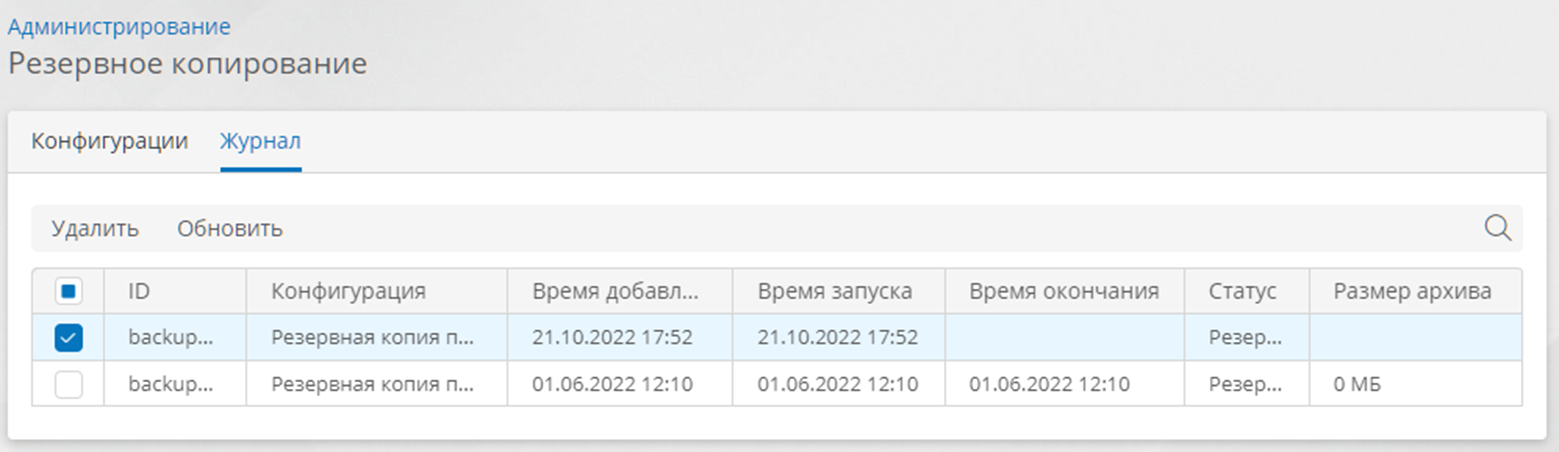 Администрирование
Резервное копирование
Конфигурации Журнал
Удалить Обновить
ID Конфигурация Время добавл... Время запуска Время окончания Статус Размер архива
backup... Резервная копия п... 21.10.2022 17:52 21.10.2022 17:52 Резер...
backup... Резервная копия п... 01.06.2022 12:10 01.06.2022 12:10 01.06.2022 12:10 Резер... 0 МБ